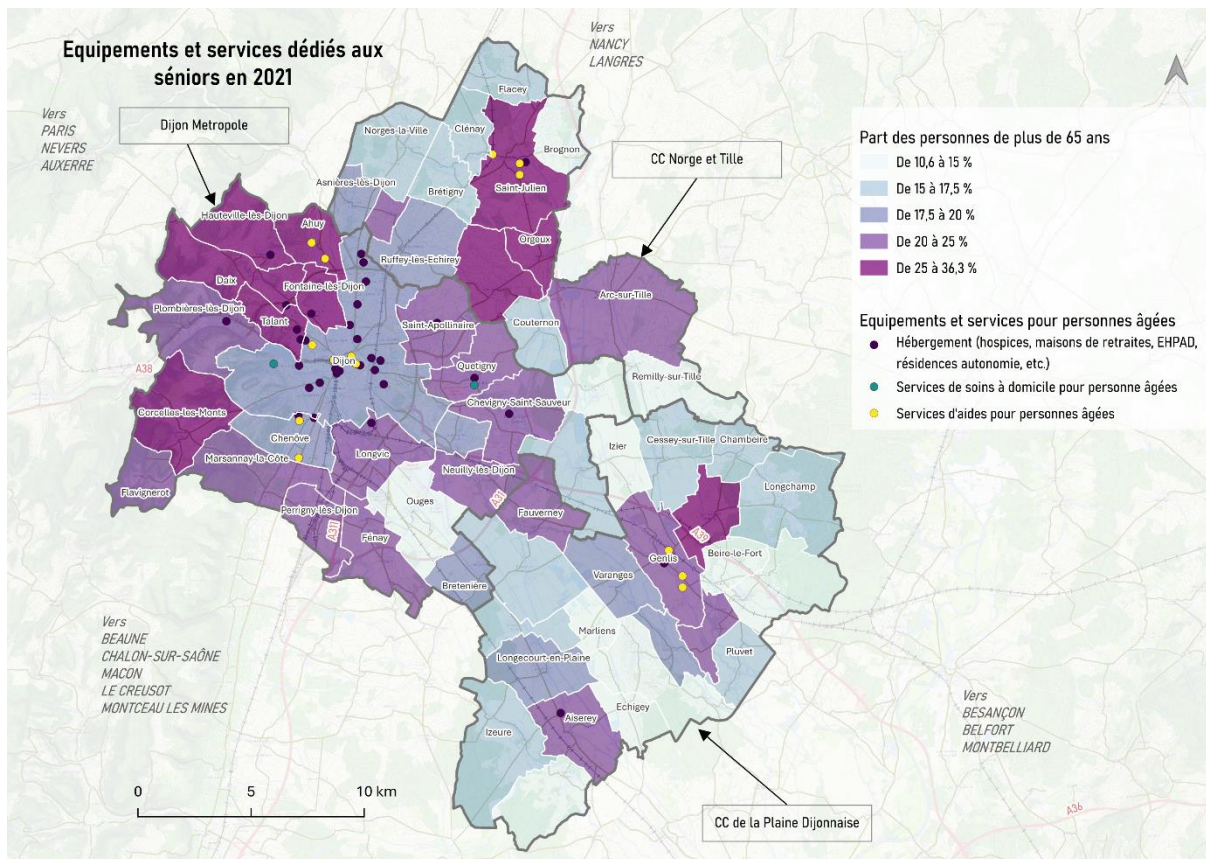 Equipements et services dédiés aux
séniors en 2021
Vers
NANCY
LANGRES
Vers
PARIS
NEVERS
AUXERRE
Dijon Metropole
CC Norge et Tille
Part des personnes de plus de 65 ans
De 10,6 à 15 %
De 15 à 17,5 %
De 17,5 à 20 %
De 20 à 25 %
De 25 à 36,3 %
Equipements et services pour personnes âgées
Hébergement (hospices, maisons de retraites, EHPAD,
résidences autonomie, etc.)
Services de soins à domicile pour personne âgées
Services d'aides pour personnes âgées
Flacey
Norges-la-Ville
Clénay
Brognon
Asnières-lès-Dijon
Brétigny
Saint-Julien
Hauteville-lès-Dijon
Ahuy
Orgeux
Ruffey-lès-Echirey
Daix
Fontaine-lès-Dijon
Arc-sur-Tille
Plombières-lès-Dijon
Talant
Saint-Apollinaire
Couternon
A38
Dijon
Quetigny
Remilly-sur-Tille
Corcelles-les-Monts
Chevigny-Saint-Sauveur
Chenôve
Izier
Cessey-sur-Tille
Chambeire
Marsannay-la-Côte
Longvic
Neuilly-lès-Dijon
Longchamp
Flavignerot
Ouges
A31
Perrigny-lès-Dijon
Fauverney
A311
Fénay
A39
Genlis
Beire-le-Fort
Varanges
Bretenière
Marliens
Longecourt-en-Plaine
Pluvet
Echigey
Aiserey
Izeure
Vers
BEAUNE
CHALON-SUR-SAÔNE
MACON
LE CREUSOT
MONTCEAU LES MINES
Vers
BESANÇON
BELFORT
MONTBELLIARD
0 5 10 km
CC de la Plaine Dijonnaise
A36